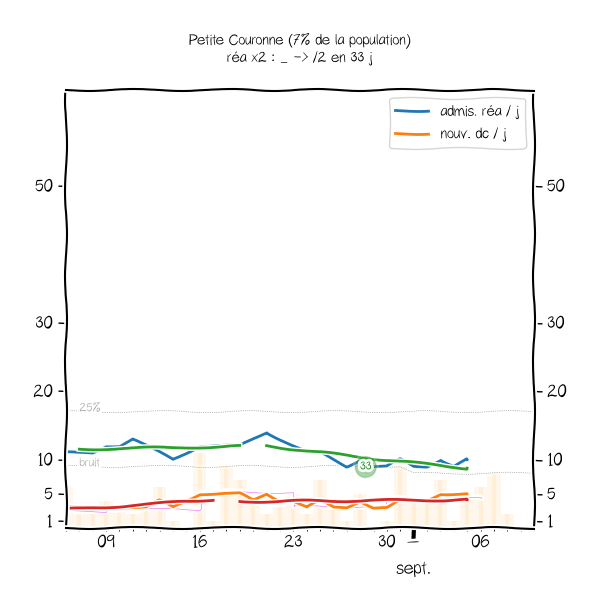 Petite Couronne (7% de la population)
réa x2 : _ -> /2 en 33 j
admis. réa / j
nouv. dc / j
50 50
30 30
20 20
25%
10 10
bruit
33
5 5
1 1
09 16 23 30 06
sept.